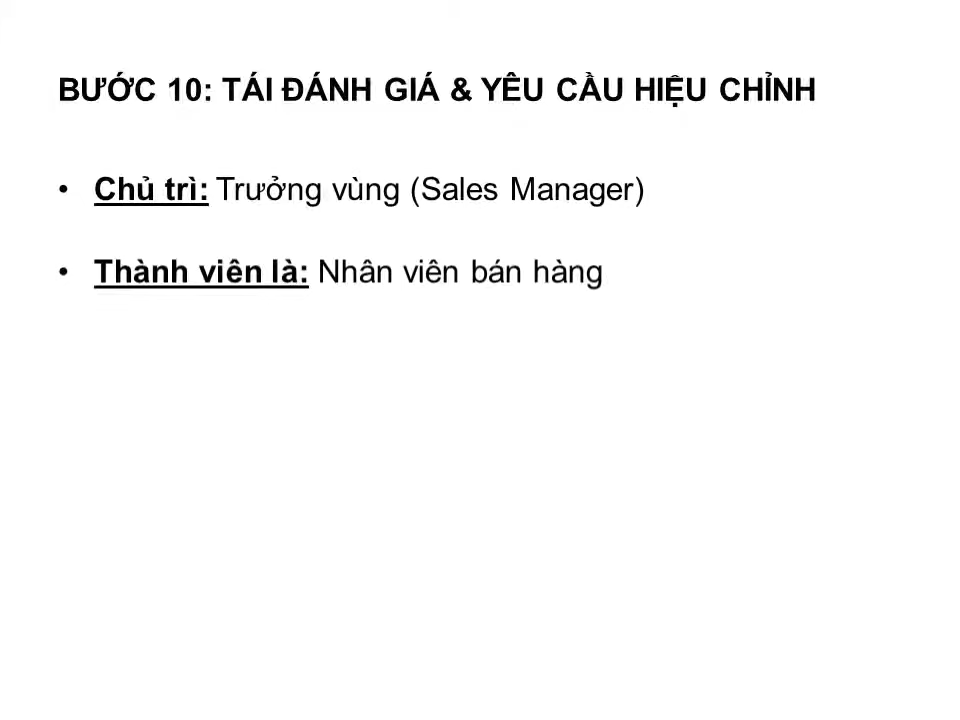 BƯỚC 10: TÁI ĐÁNH GIÁ & YÊU CẦU HIỆU CHỈNH
• Chủ trì: Trưởng vùng (Sales Manager)
• Thành viên là: Nhân viên bán hàng